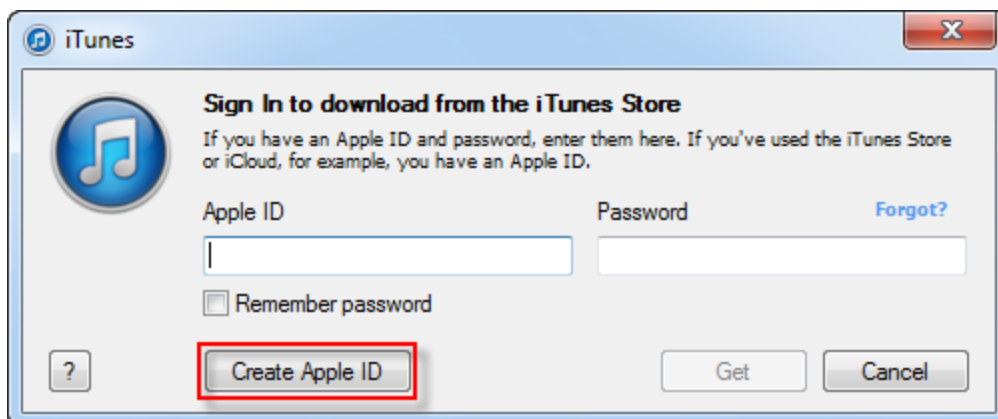 iTunes
X
Sign In to download from the iTunes Store
If you have an Apple ID and password, enter them here. If you've used the iTunes Store
or iCloud, for example, you have an Apple ID.
Apple ID Password Forgot?
Remember password
? Create Apple ID Get Cancel